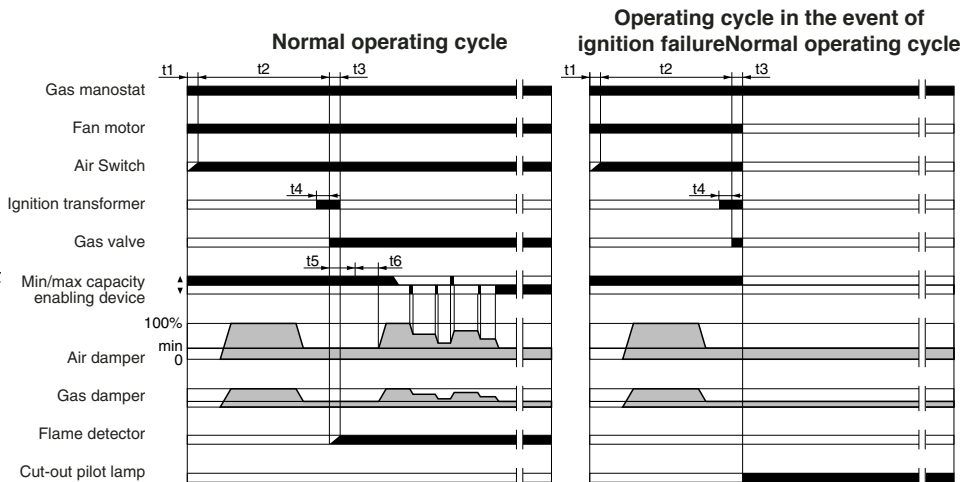 Operating cycle in the event of
ignition failureNormal operating cycle
Normal operating cycle
t1 t2 t3
t1 t2 t3
Gas manostat
Fan motor
Air Switch
t4
t4
Ignition transformer
Gas valve
t5 t6
Min/max capacity
enabling device
100%
min
0
Air damper
Gas damper
Flame detector
Cut-out pilot lamp